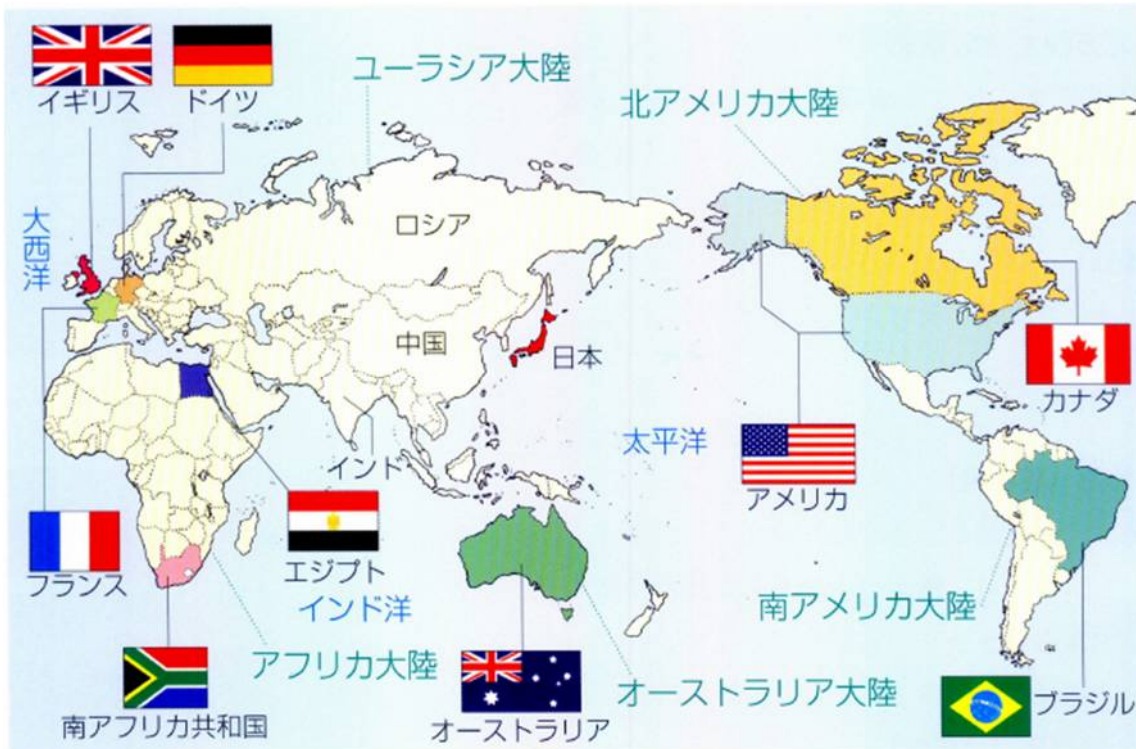 イギリス
ドイツ
ユーラシア大陸
北アメリカ大陸
大西洋
ロシア
中国
日本
カナダ
太平洋
インド
アメリカ
フランス
エジプト
インド洋
南アメリカ大陸
アフリカ大陸
オーストラリア大陸
ブラジル
南アフリカ共和国
オーストラリア